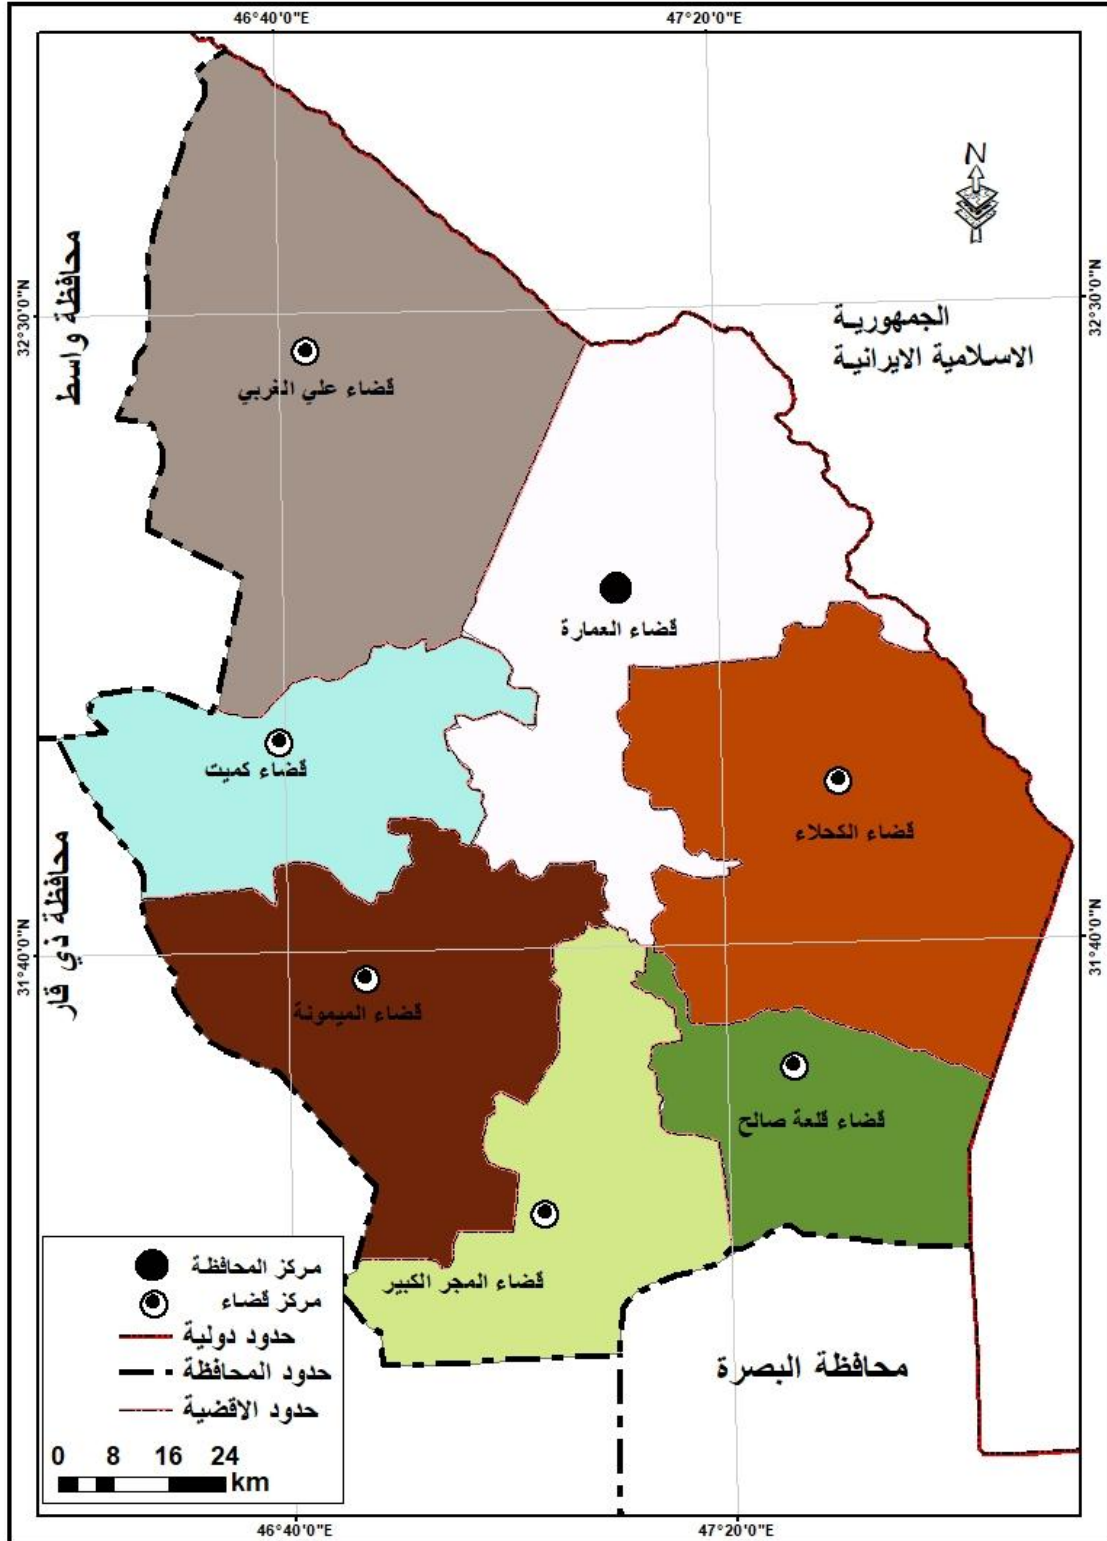 46°40'0"E
47°20'0"E
N
32°30'0"N
32°30'0"N
محافظة واسط
الجمهورية
الاسلامية الايرانية
قضاء علي الغربي
قضاء العمارة
قضاء كميت
قضاء الكحلاء
محافظة ذي قار
31°40'0"N
31°40'0"N
قضاء الميمونة
قضاء قلعة صالح
قضاء المجر الكبير
محافظة البصرة
مركز المحافظة
مركز قضاء
حدود دولية
حدود المحافظة
حدود الاقضية
0 8 16 24
km
46°40'0"E
47°20'0"E